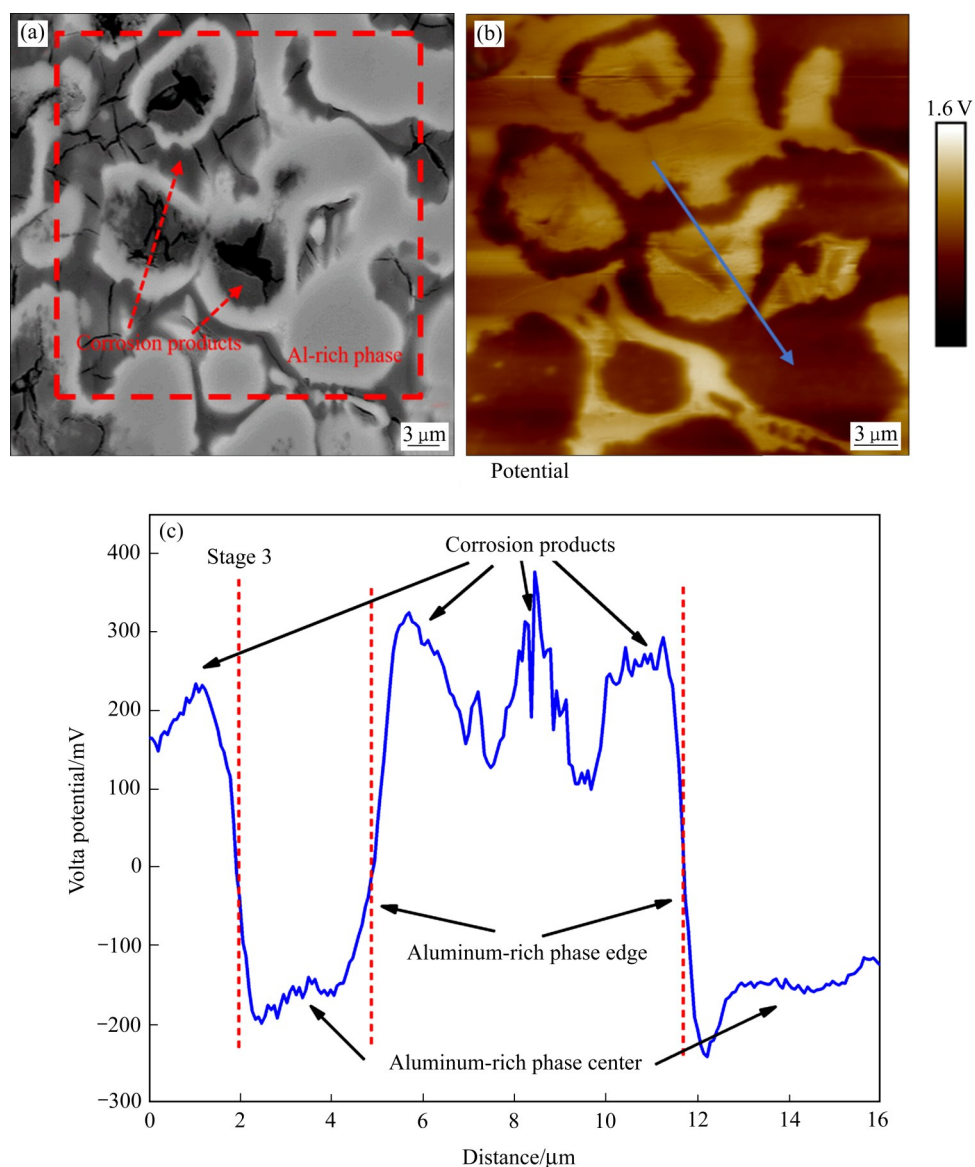 (a)
Corrosion products
Al-rich phase
3 μm
(b)
3 μm
1.6 V
Potential
(c)
Stage 3
Corrosion products
Aluminum-rich phase edge
Aluminum-rich phase center
Volta potential/mV
400
300
200
100
0
−100
−200
−300
0 2 4 6 8 10 12 14 16
Distance/μm